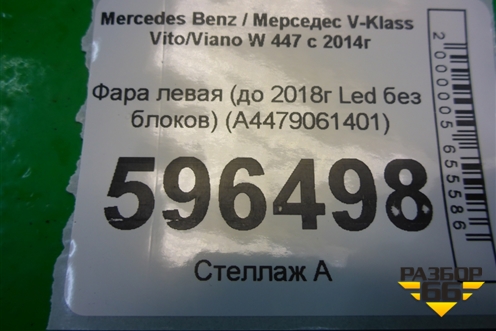 Mercedes Benz / Мерседес V-Klass
Vito/Viano W 447 с 2014г
Фара левая (до 2018г Led без
блоков) (A4479061401)
596498
Стеллаж А
2000005655586
РАЗБОР
66